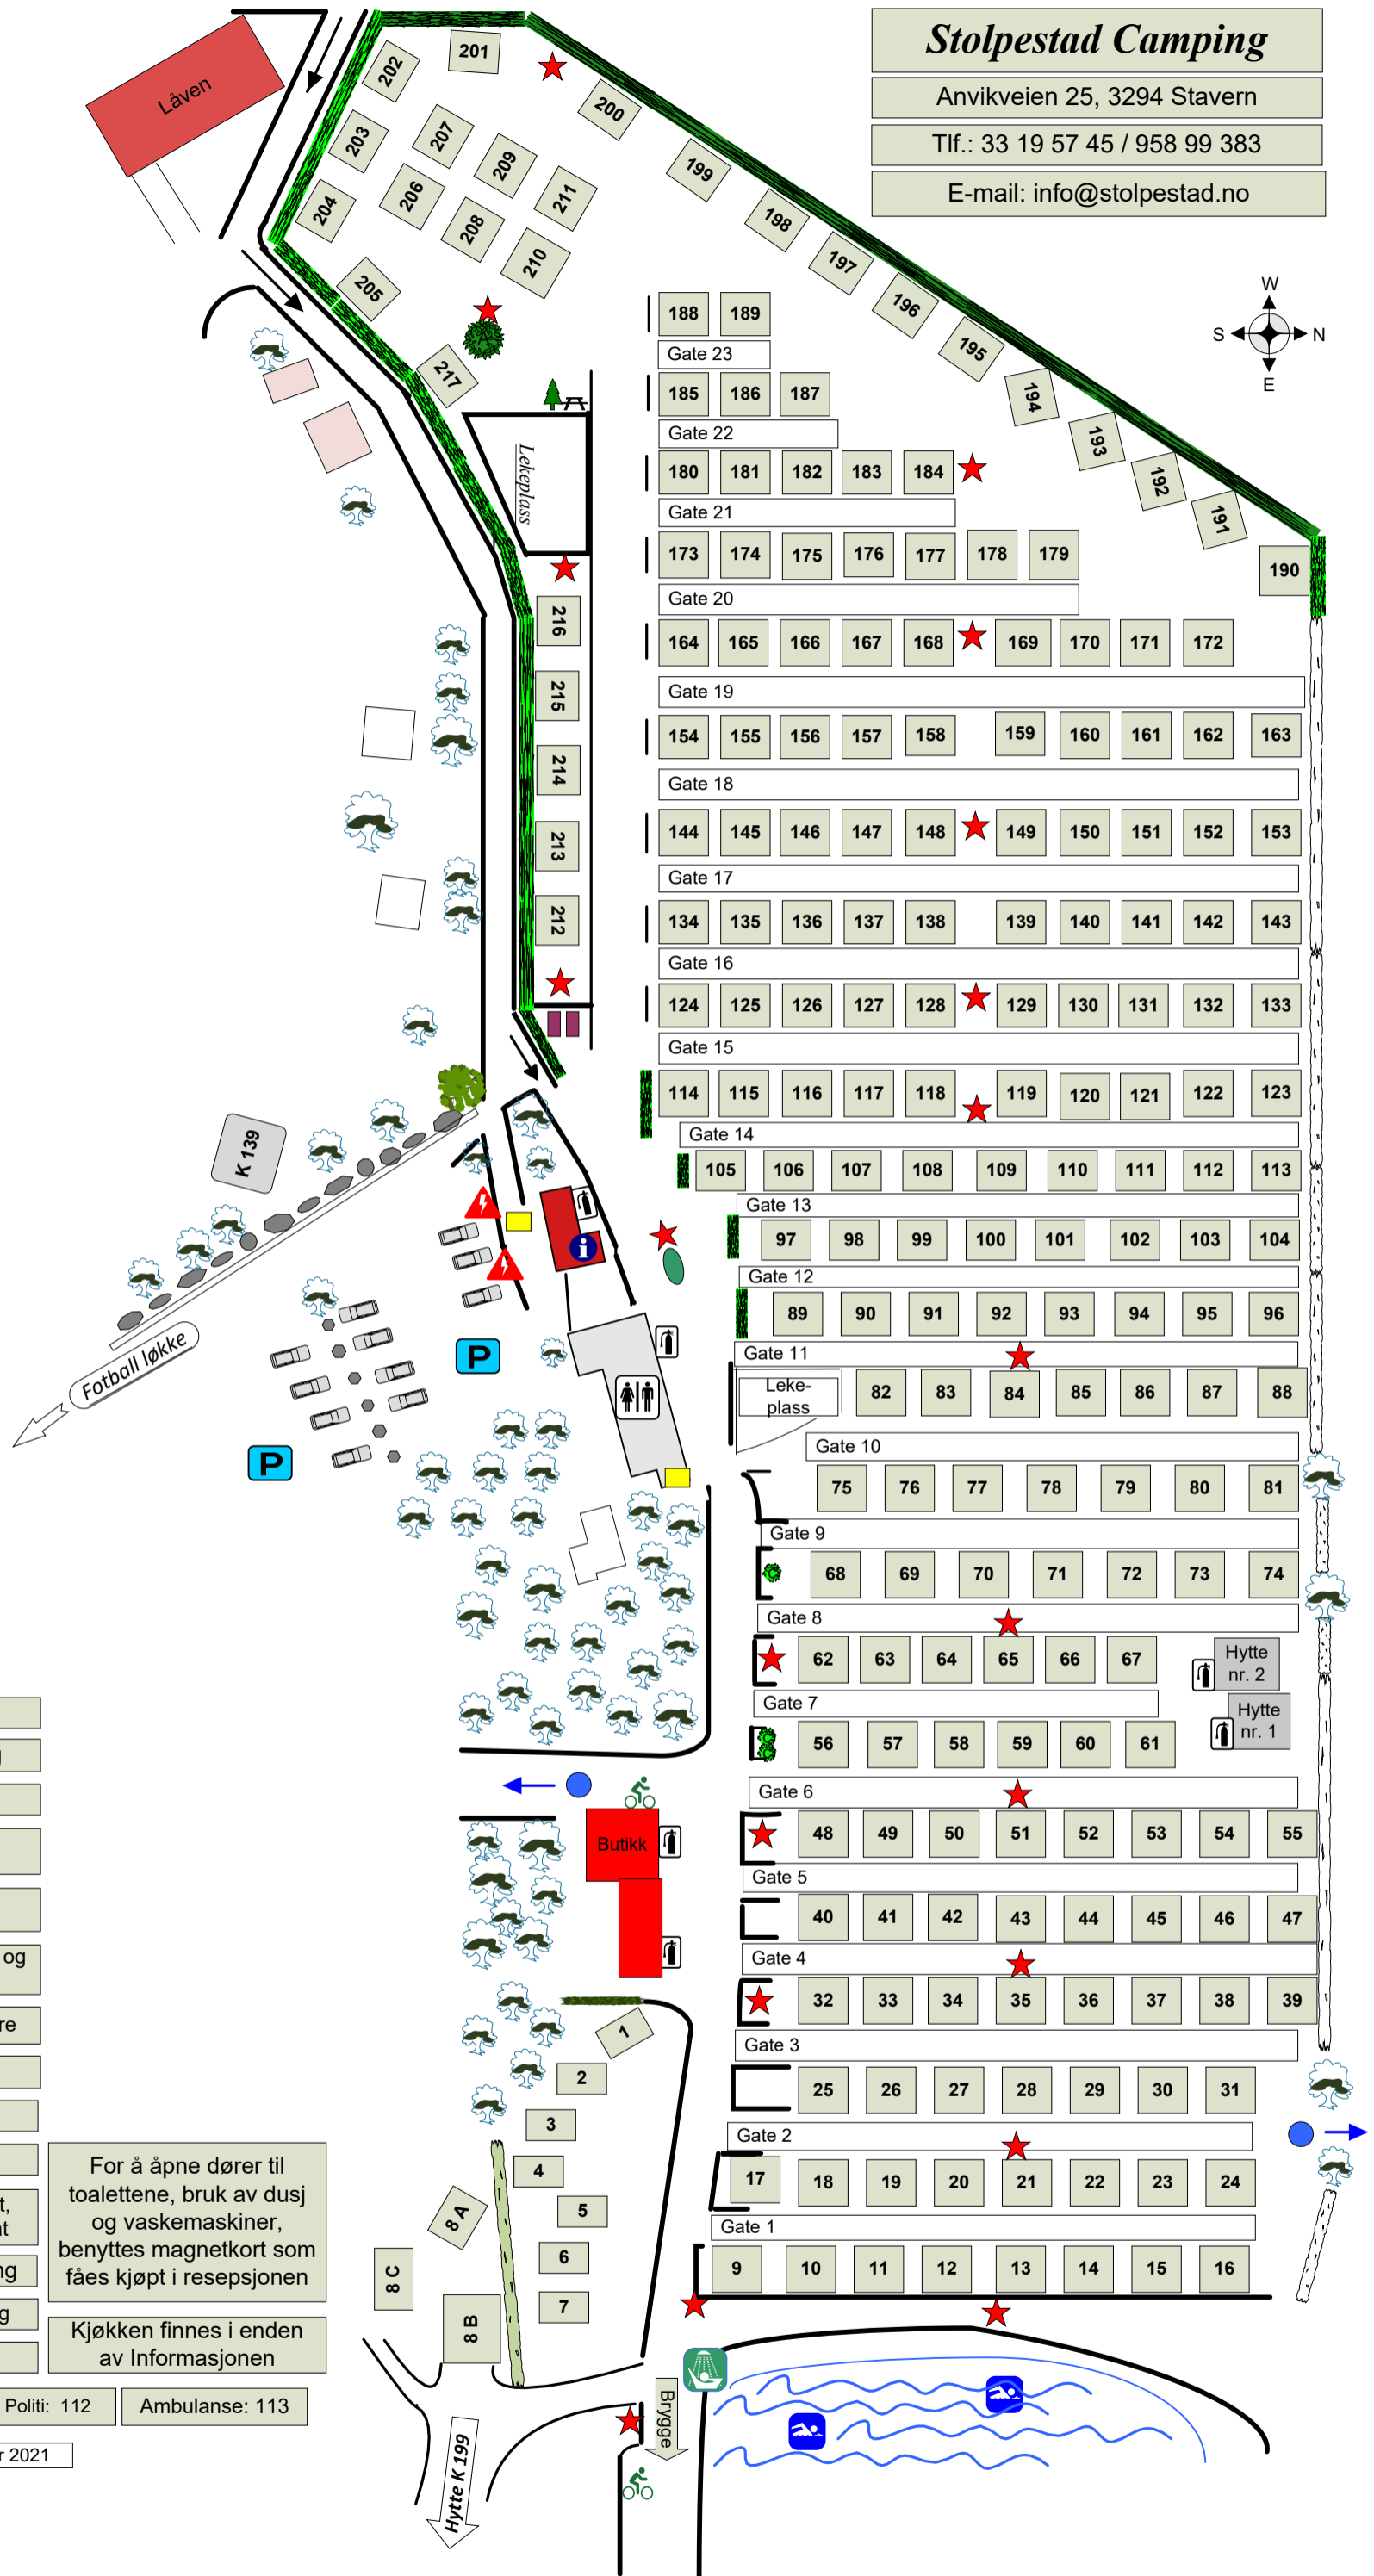 Stolpestad Camping
Anvikveien 25, 3294 Stavern
Tlf.: 33 19 57 45 / 958 99 383
E-mail: info@stolpestad.no
Låven
201
202
200
203
207
209
199
204
206
211
208
198
210
197
205
196
195
217
194
193
192
191
190
W
S N
E
188 189
Gate 23
185 186 187
Gate 22
180 181 182 183 184
Lekeplass
Gate 21
173 174 175 176 177 178 179
Gate 20
216
164 165 166 167 168 169 170 171 172
Gate 19
215
154 155 156 157 158 159 160 161 162 163
214
Gate 18
213
144 145 146 147 148 149 150 151 152 153
Gate 17
212
134 135 136 137 138 139 140 141 142 143
Gate 16
124 125 126 127 128 129 130 131 132 133
Gate 15
114 115 116 117 118 119 120 121 122 123
Gate 14
K 139
105 106 107 108 109 110 111 112 113
Gate 13
i
97 98 99 100 101 102 103 104
Gate 12
89 90 91 92 93 94 95 96
Gate 11
P
Fotball løkke
Leke-
plass
82 83 84 85 86 87 88
Gate 10
P
75 76 77 78 79 80 81
Gate 9
68 69 70 71 72 73 74
Gate 8
62 63 64 65 66 67
Hytte
nr. 2
Gate 7
Hytte
nr. 1
56 57 58 59 60 61
Gate 6
Butikk
48 49 50 51 52 53 54 55
Gate 5
40 41 42 43 44 45 46 47
Gate 4
32 33 34 35 36 37 38 39
Gate 3
1
2
25 26 27 28 29 30 31
3
Gate 2
4
17 18 19 20 21 22 23 24
5
8 A
Gate 1
6
8 C
9 10 11 12 13 14 15 16
7
8 B
og
re
t,
at
ng
g
For å åpne dører til
toalettene, bruk av dusj
og vaskemaskiner,
benyttes magnetkort som
fåes kjøpt i resepsjonen
Kjøkken finnes i enden
av Informasjonen
Politi: 112
Ambulanse: 113
r 2021
Hytte K 199
Brygge